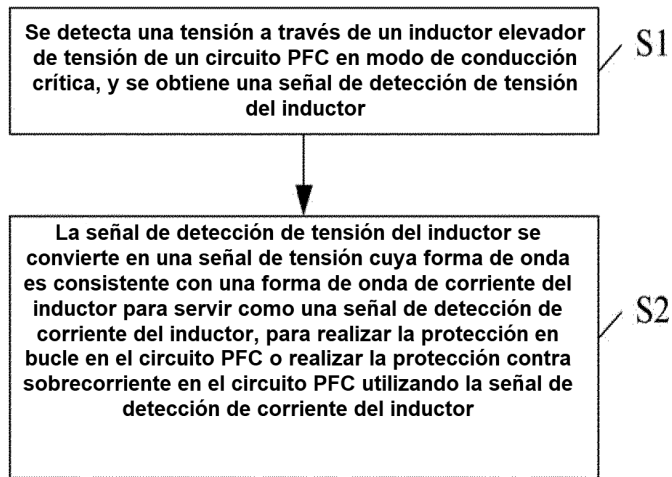 Se detecta una tensión a través de un inductor elevador
de tensión de un circuito PFC en modo de conducción
crítica, y se obtiene una señal de detección de tensión
del inductor
S1
La señal de detección de tensión del inductor se
convierte en una señal de tensión cuya forma de onda
es consistente con una forma de onda de corriente del
inductor para servir como una señal de detección de
corriente del inductor, para realizar la protección en
bucle en el circuito PFC o realizar la protección contra
sobrecorriente en el circuito PFC utilizando la señal de
detección de corriente del inductor
S2